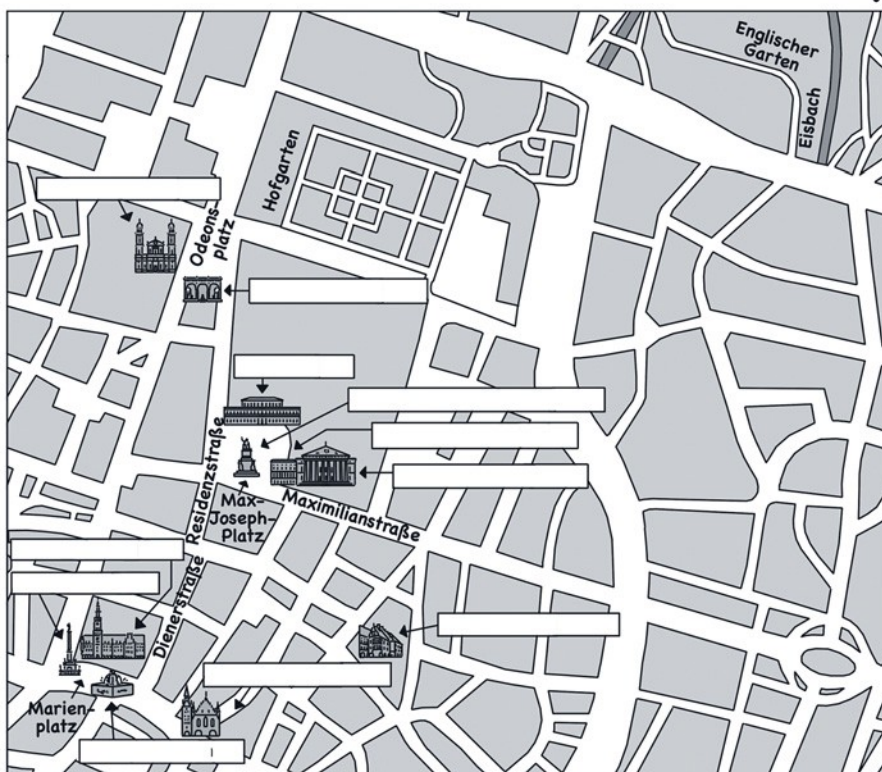 Englischer
Garten
Eisbach
Hofgarten
Odeons-
platz
Residenzstraße
Max-
Joseph-
Platz
Maximilianstraße
Dienerstraße
Marien-
platz